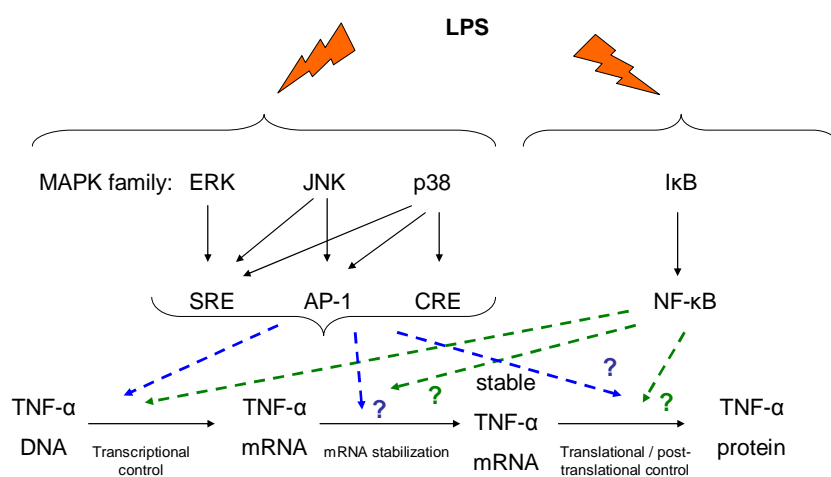 LPS
MAPK family: ERK JNK p38 IκB
SRE AP-1 CRE NF-κB
?
stable
? ? ?
TNF-α TNF-α TNF-α TNF-α
DNA Transcriptional control mRNA mRNA stabilization mRNA Translational / post-translational control protein